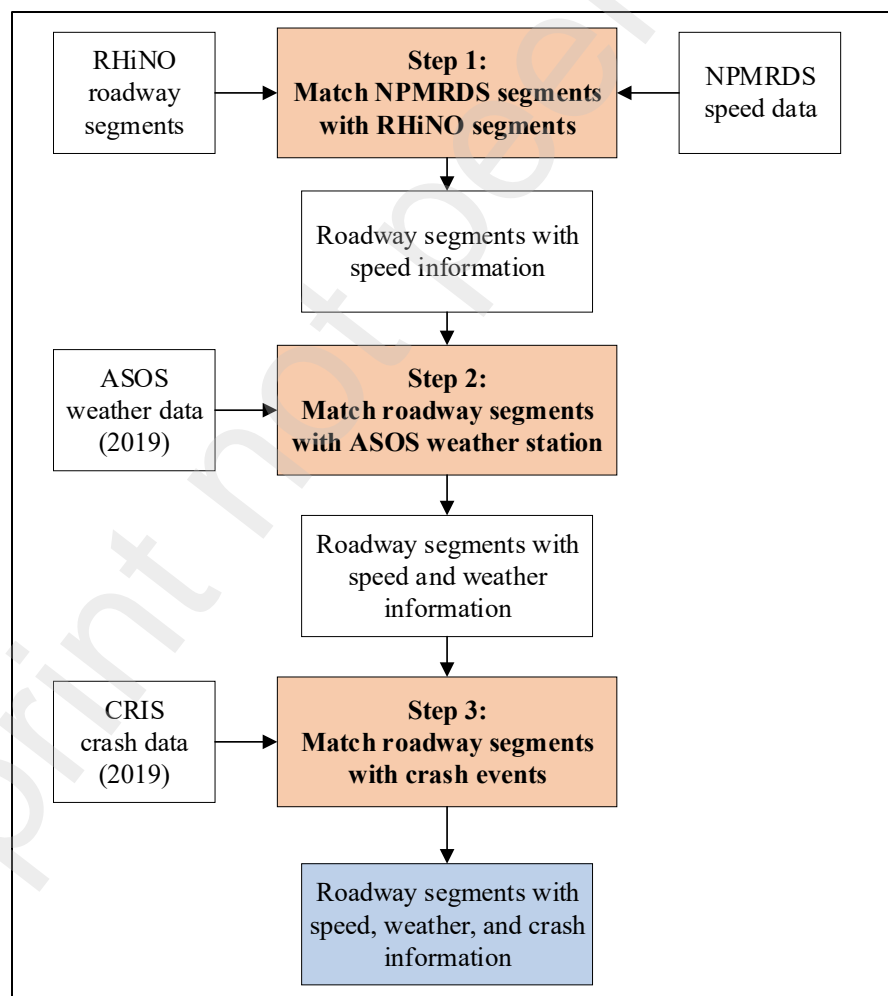 RHiNO
roadway
segments
Step 1:
Match NPMRDS segments
with RHiNO segments
NPMRDS
speed data
Roadway segments with
speed information
ASOS
weather data
(2019)
Step 2:
Match roadway segments
with ASOS weather station
Roadway segments with
speed and weather
information
CRIS
crash data
(2019)
Step 3:
Match roadway segments
with crash events
Roadway segments with
speed, weather, and crash
information
print not peer